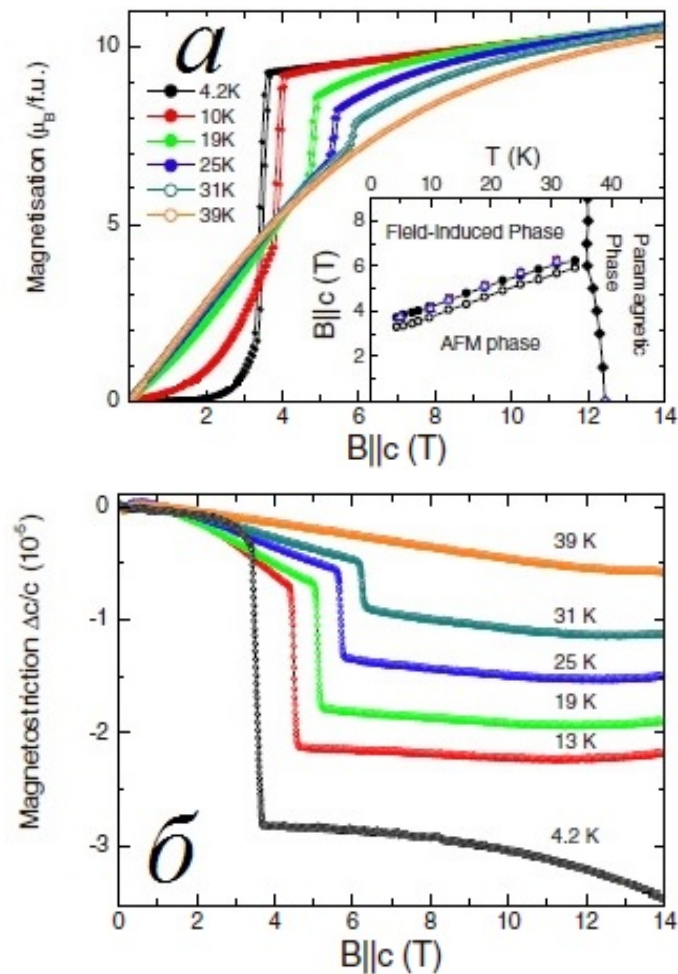 а
Magnetisation (μB/f.u.)
10
5
0
4.2K
10K
19K
25K
31K
39K
T (K)
0 10 20 30 40
B||c (T)
8
6
4
2
Field-Induced Phase
AFM phase
Paramagnetic
Phase
2 4 6 8 10 12 14
B||c (T)
б
Magnetostriction Δc/c (10⁻⁵)
0
-1
-2
-3
39 K
31 K
25 K
19 K
13 K
4.2 K
0 2 4 6 8 10 12 14
B||c (T)